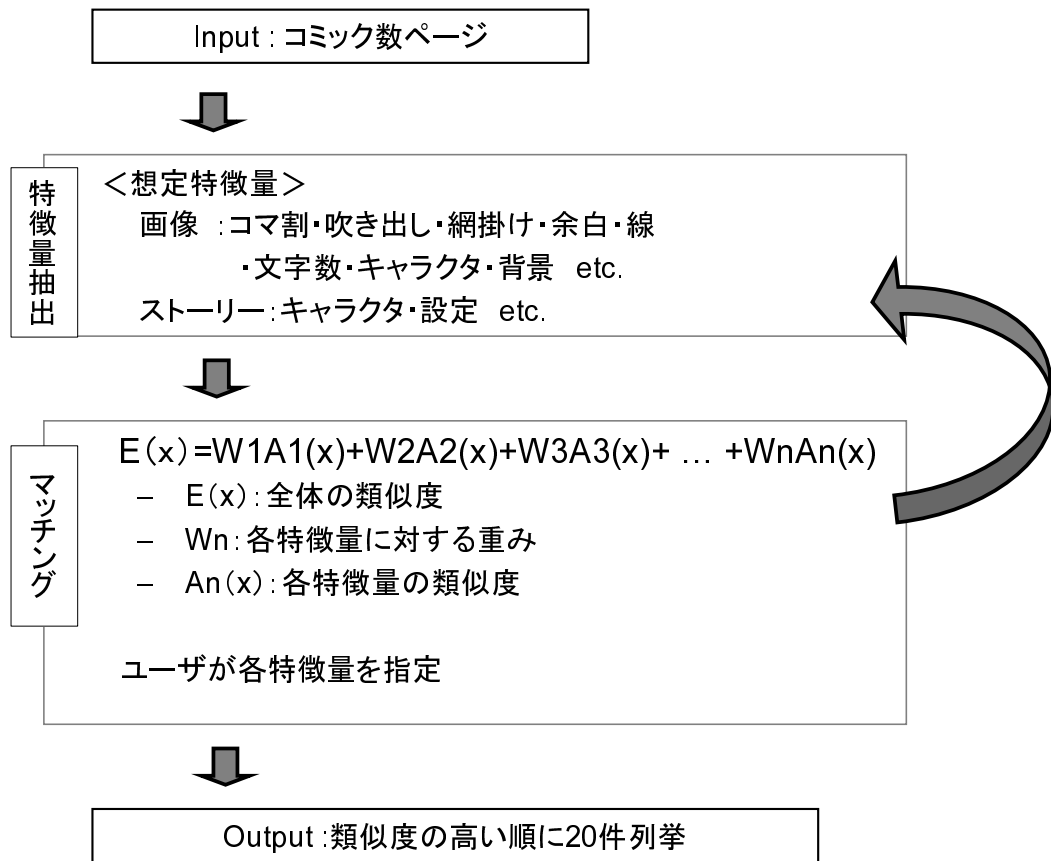 Input : コミック数ページ
特徴量抽出
＜想定特徴量＞
画像 ：コマ割・吹き出し・網掛け・余白・線
・文字数・キャラクタ・背景 etc.
ストーリー：キャラクタ・設定 etc.
マッチング
E(x)=W1A1(x)+W2A2(x)+W3A3(x)+ … +WnAn(x)
– E(x)：全体の類似度
– Wn：各特徴量に対する重み
– An(x)：各特徴量の類似度
ユーザが各特徴量を指定
Output :類似度の高い順に20件列挙